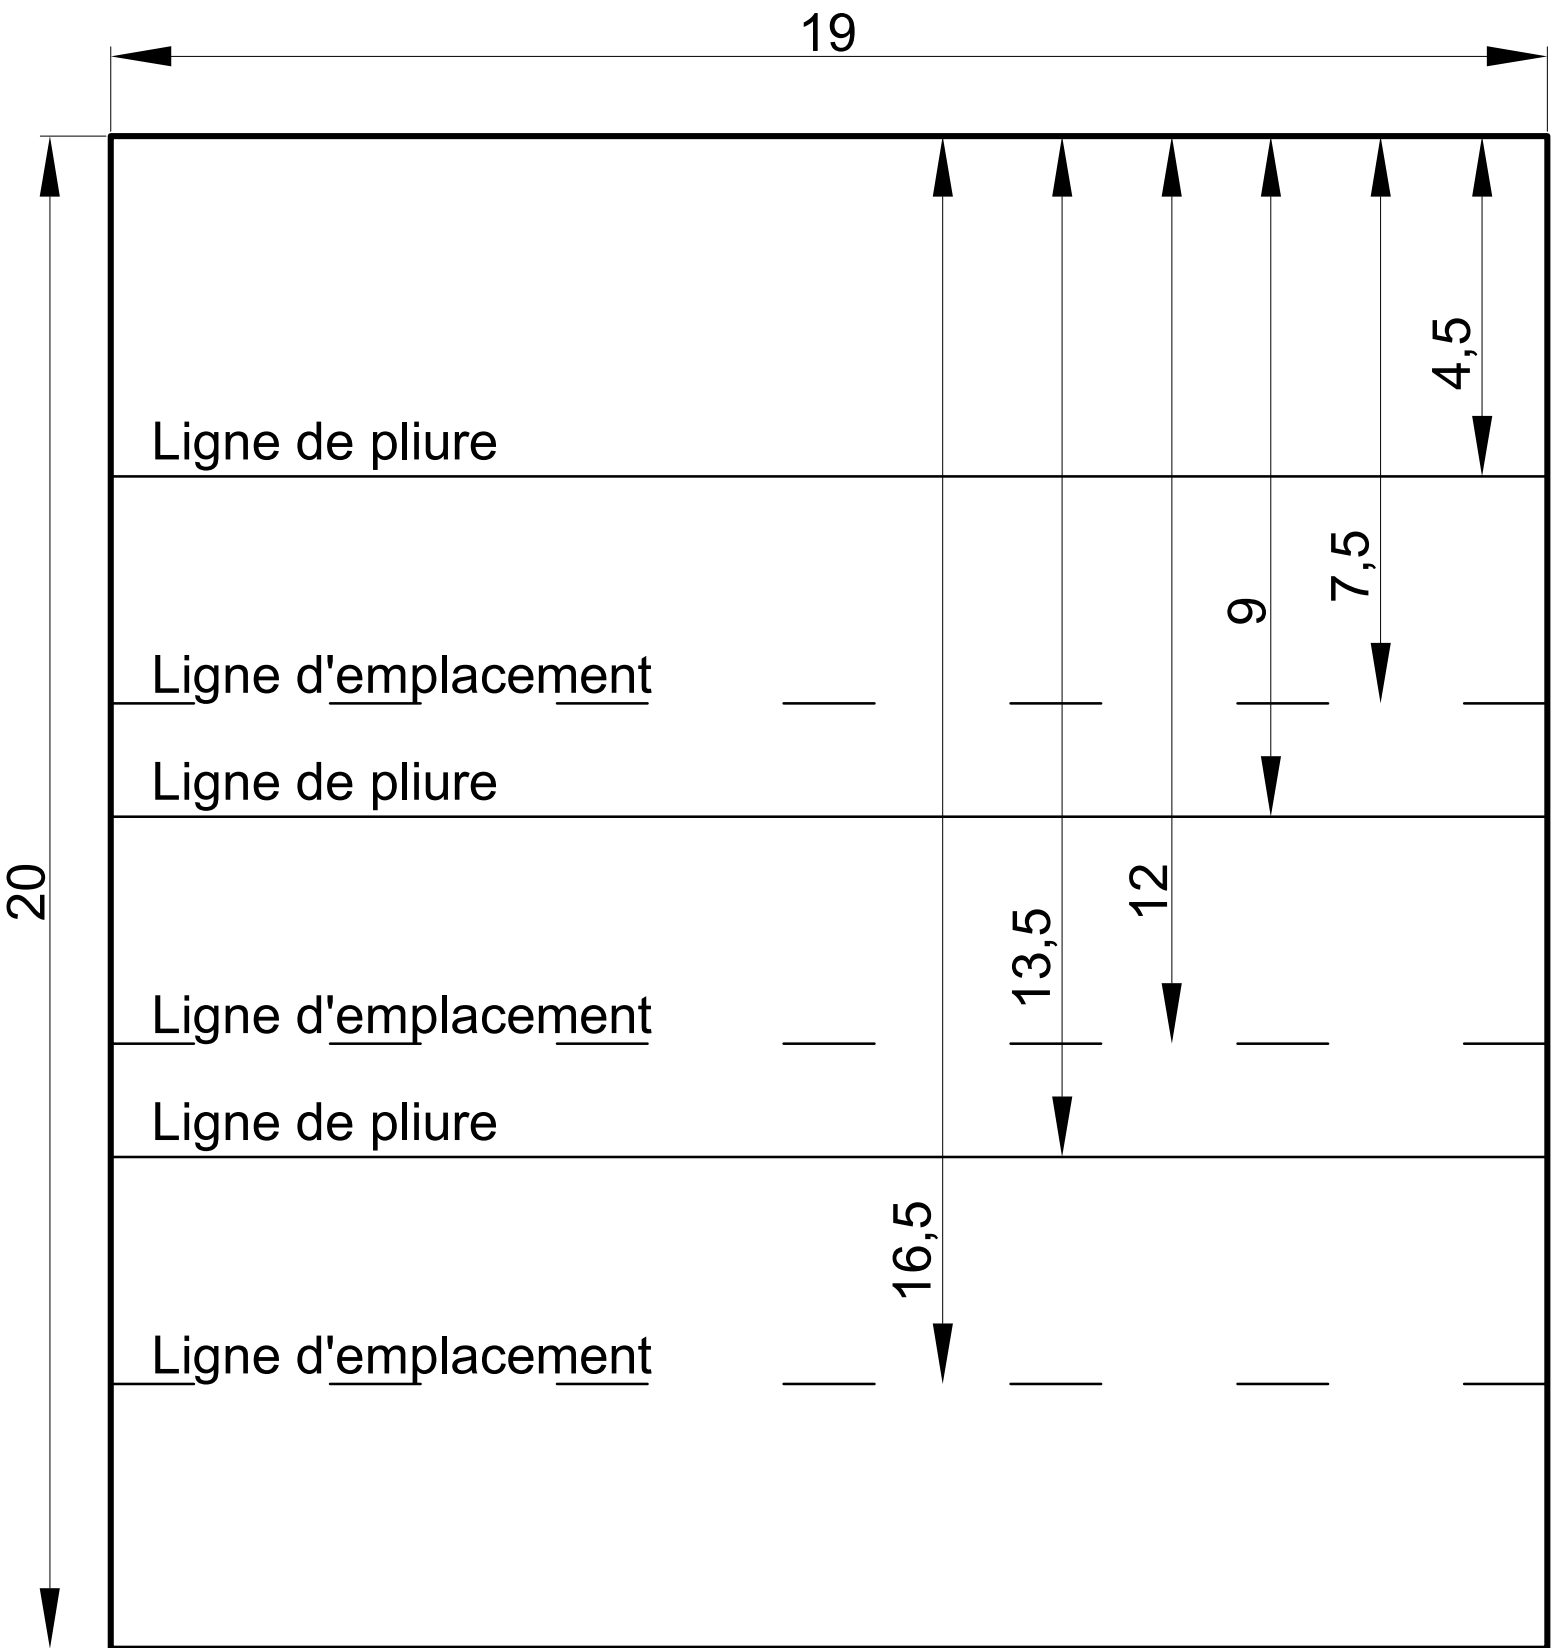 19
4,5
Ligne de pliure
7,5
9
Ligne d'emplacement
Ligne de pliure
20
12
13,5
Ligne d'emplacement
Ligne de pliure
16,5
Ligne d'emplacement